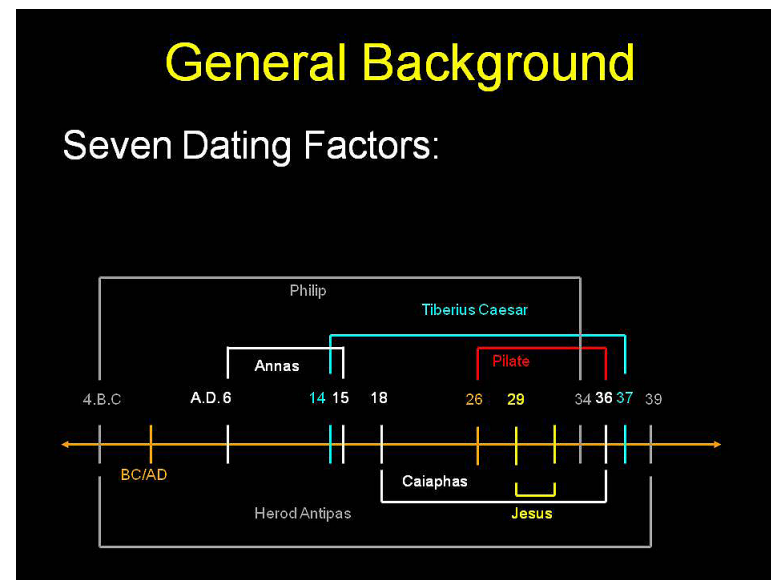 General Background
Seven Dating Factors:
Philip
Tiberius Caesar
Annas
Pilate
4.B.C A.D.6 14 15 18 26 29 34 36 37 39
BC/AD
Caiaphas
Herod Antipas
Jesus